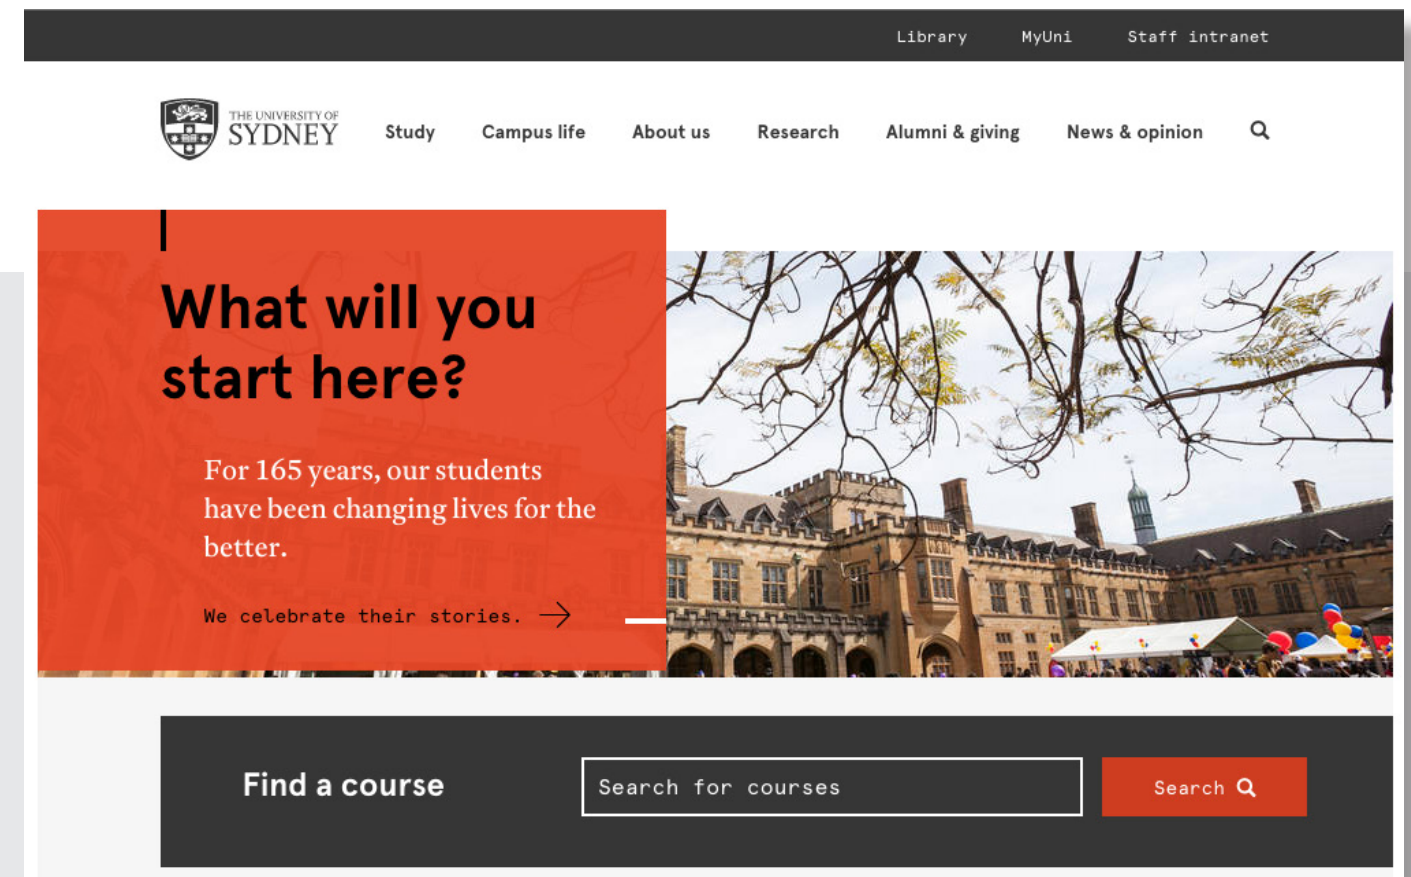 Library MyUni Staff intranet
THE UNIVERSITY OF
SYDNEY
Study Campus life About us Research Alumni & giving News & opinion
What will you
start here?
For 165 years, our students
have been changing lives for the
better.
We celebrate their stories.
Find a course
Search for courses
Search